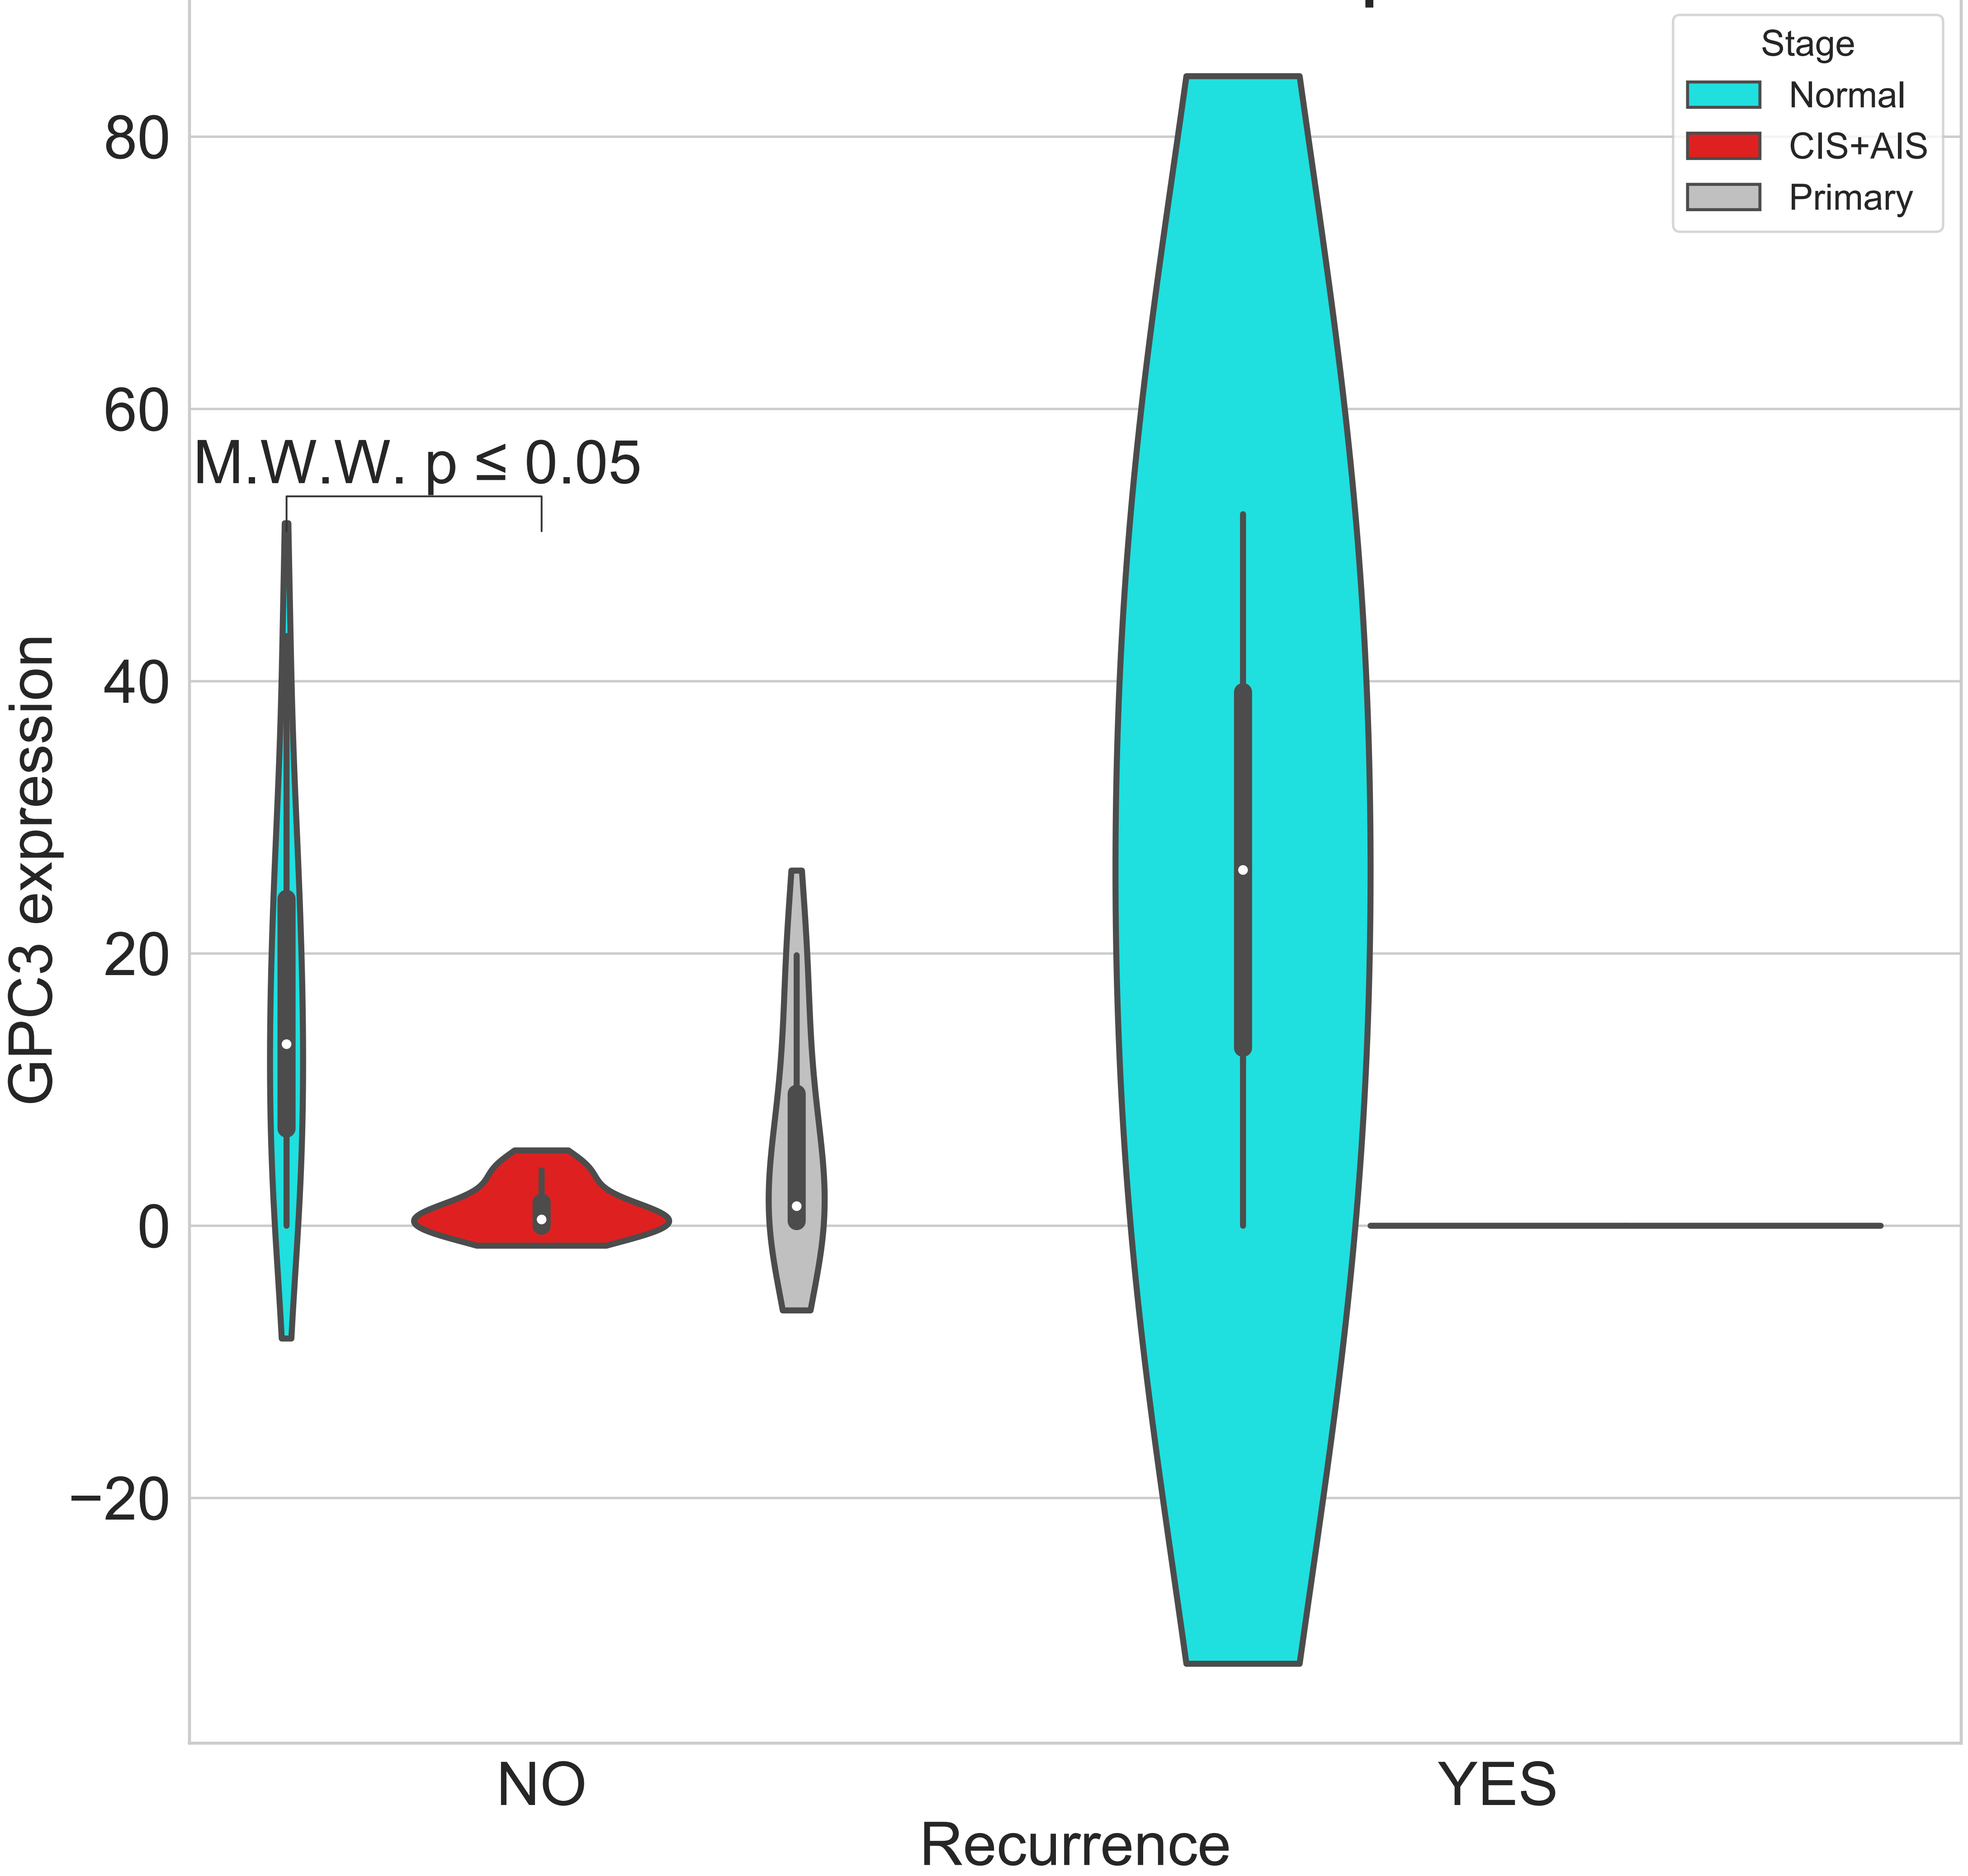 Stage
Normal
CIS+AIS
Primary
80
60
M.W.W. p ≤ 0.05
40
20
0
−20
GPC3 expression
NO
YES
Recurrence